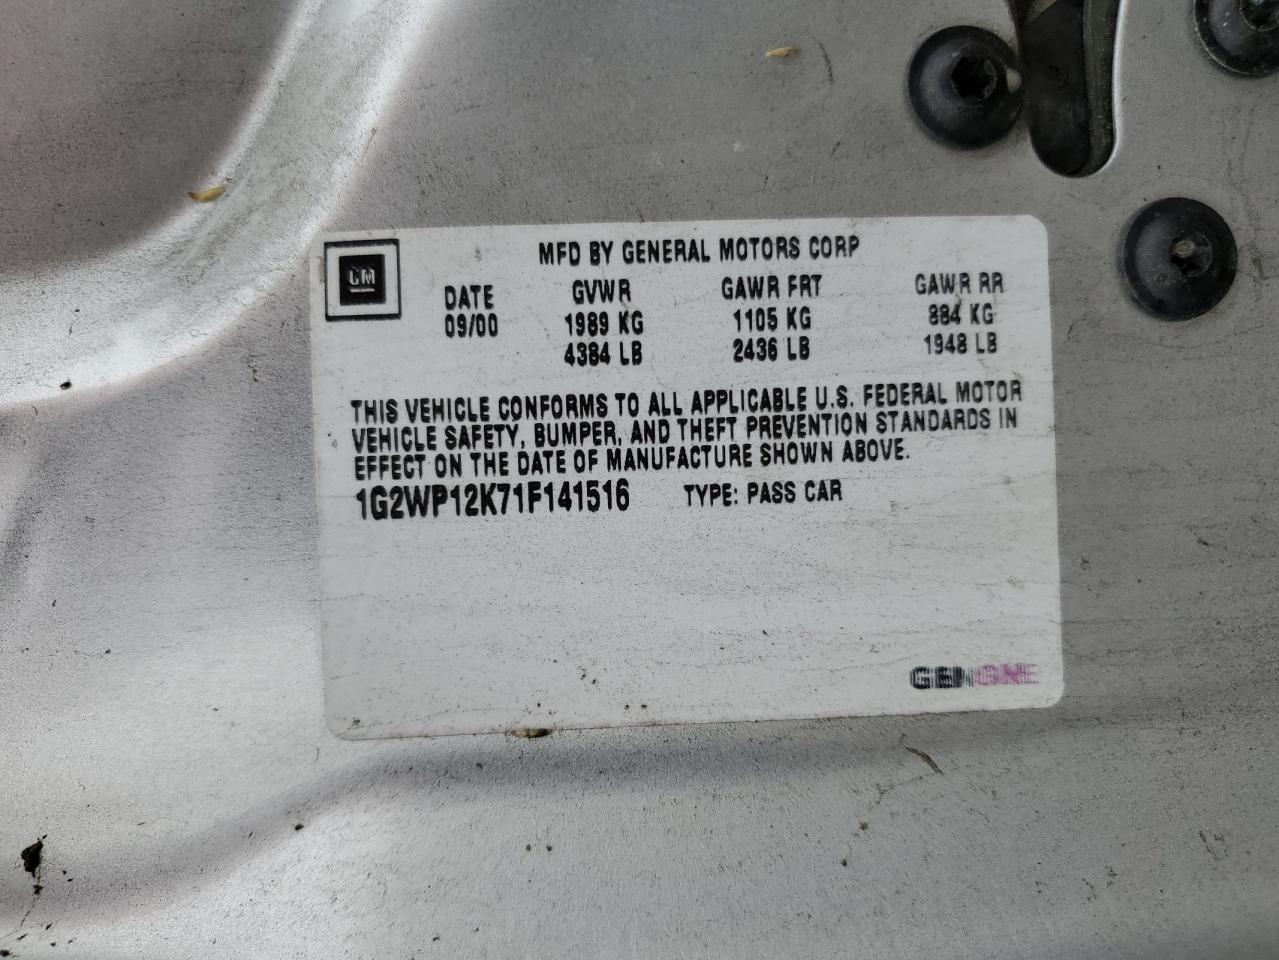 GM
MFD BY GENERAL MOTORS CORP
DATE GVWR GAWR FRT GAWR RR
09/00 1989 KG 1105 KG 884 KG
4384 LB 2436 LB 1948 LB
THIS VEHICLE CONFORMS TO ALL APPLICABLE U.S. FEDERAL MOTOR
VEHICLE SAFETY, BUMPER, AND THEFT PREVENTION STANDARDS IN
EFFECT ON THE DATE OF MANUFACTURE SHOWN ABOVE.
1G2WP12K71F141516 TYPE: PASS CAR